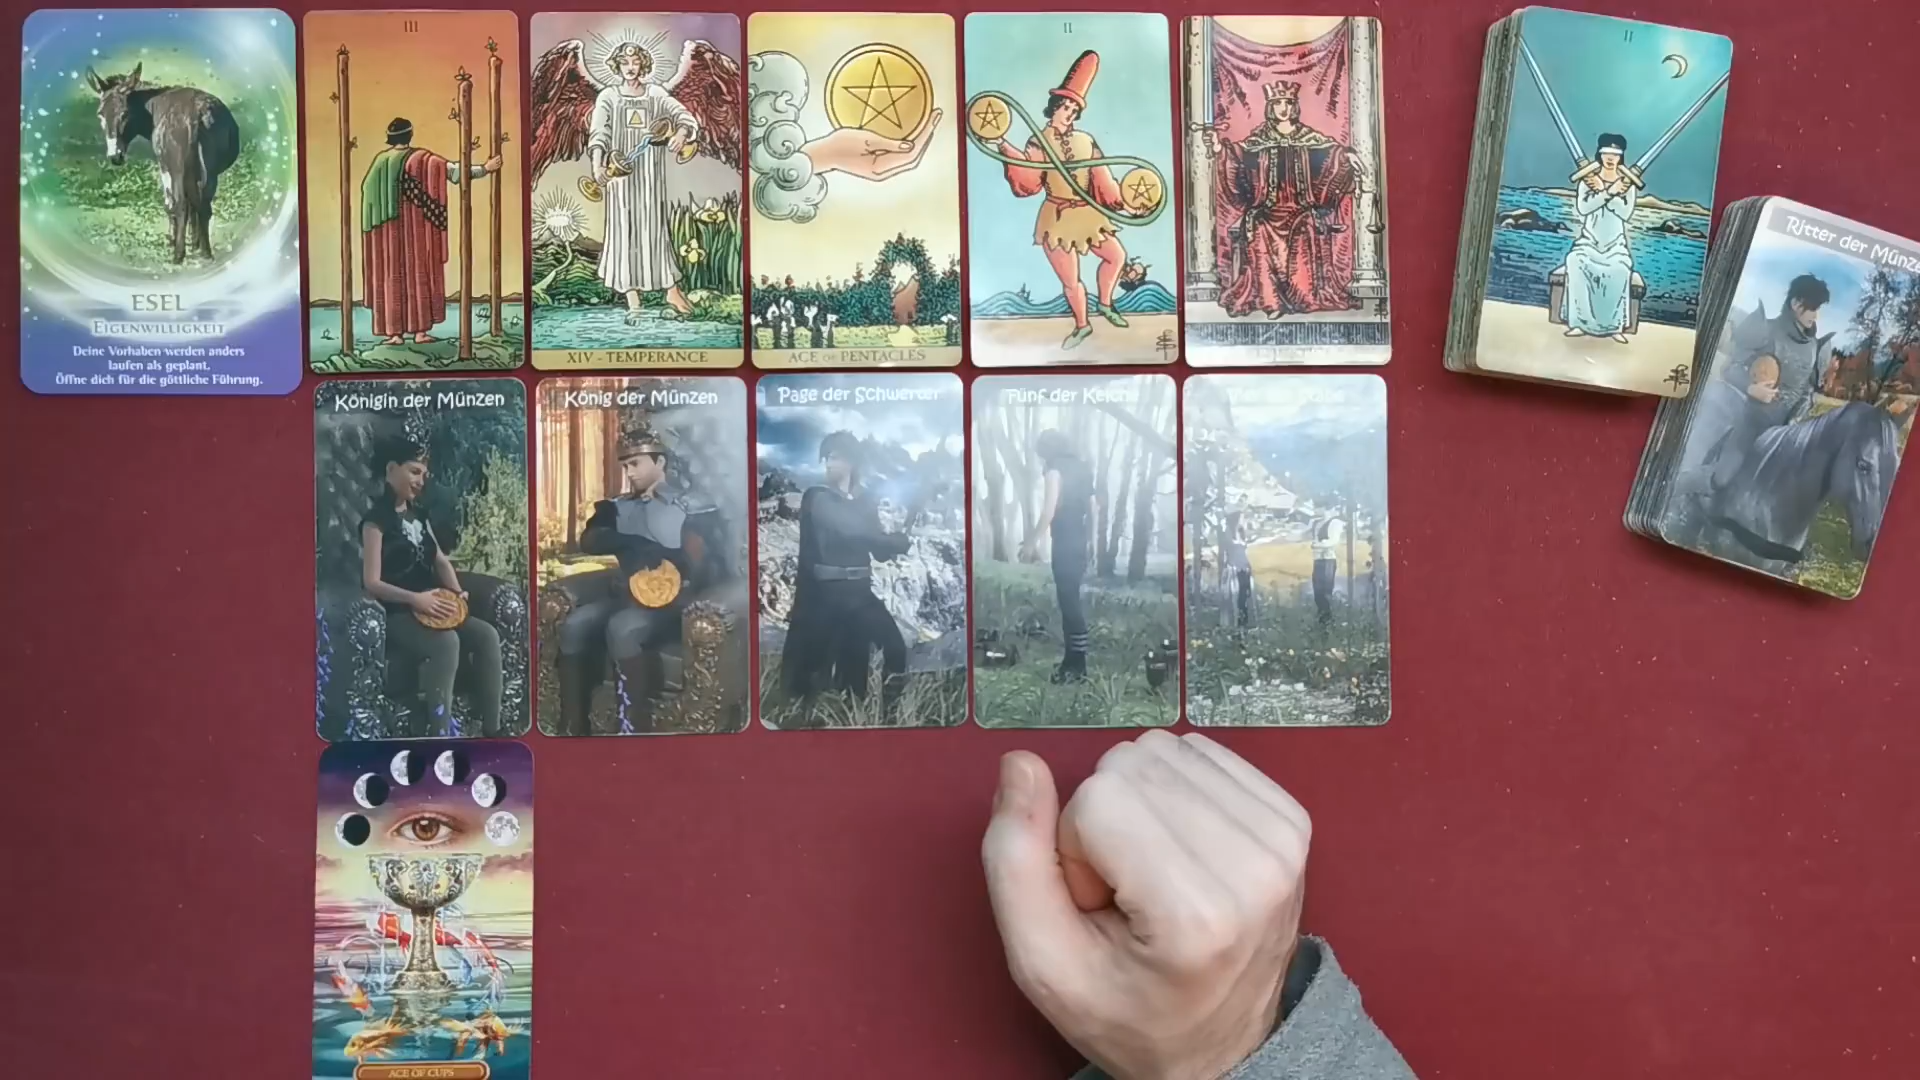 ESEL
EIGENWILLIGKEIT
Deine Vorhaben werden anders
laufen als geplant.
Öffne dich für die göttliche Führung.
III
XIV - TEMPERANCE
ACE OF PENTACLES
II
II
Ritter der Münze
Königin der Münzen
König der Münzen
Page der Schwerter
Fünf der Kelche
ACE OF CUPS